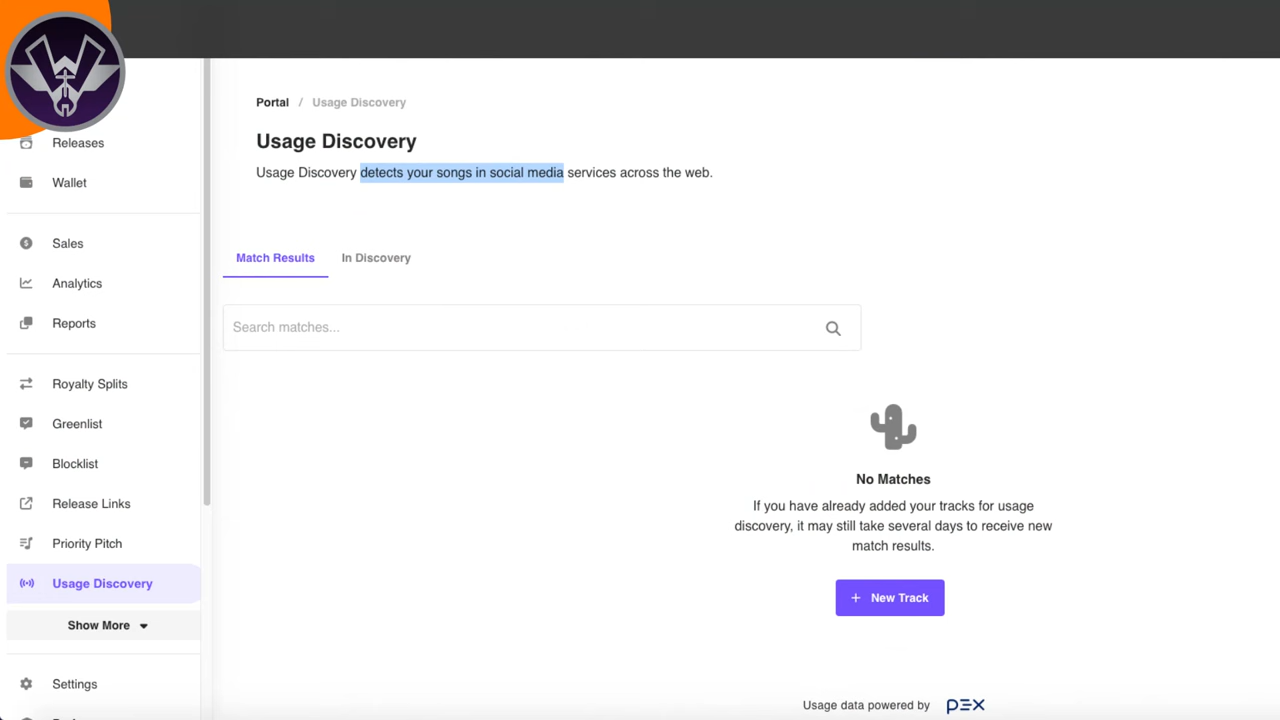 Portal / Usage Discovery
Usage Discovery
Usage Discovery detects your songs in social media services across the web.
Releases
Wallet
Sales
Analytics
Reports
Royalty Splits
Greenlist
Blocklist
Release Links
Priority Pitch
Usage Discovery
Show More
Settings
Match Results
In Discovery
Search matches...
No Matches
If you have already added your tracks for usage
discovery, it may still take several days to receive new
match results.
+ New Track
Usage data powered by PEX